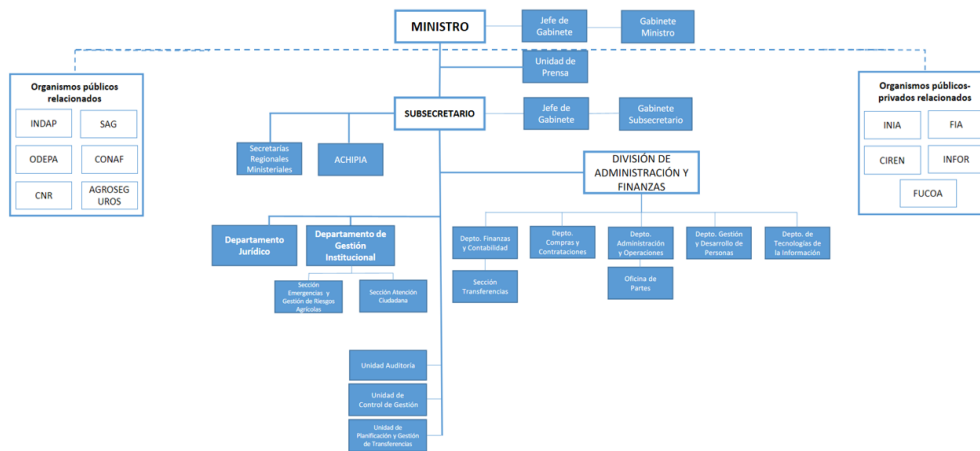 MINISTRO
Jefe de
Gabinete
Gabinete
Ministro
Unidad de
Prensa
Organismos públicos
relacionados
INDAP
SAG
ODEPA
CONAF
CNR
AGROSEG
UROS
Organismos públicos-
privados relacionados
INIA
FIA
CIREN
INFOR
FUCOA
SUBSECRETARIO
Jefe de
Gabinete
Gabinete
Subsecretario
Secretarías
Regionales
Ministeriales
ACHIPIA
DIVISIÓN DE
ADMINISTRACIÓN Y
FINANZAS
Departamento
Jurídico
Departamento de
Gestión
Institucional
Depto. Finanzas
y Contabilidad
Depto.
Compras y
Contrataciones
Depto.
Administración
y Operaciones
Depto. Gestión
y Desarrollo de
Personas
Depto. de
Tecnologías de
la Información
Sección
Emergencias y
Gestión de Riesgos
Agrícolas
Sección Atención
Ciudadana
Sección
Transferencias
Oficina de
Partes
Unidad Auditoría
Unidad de
Control de Gestión
Unidad de
Planificación y Gestión
de Transferencias